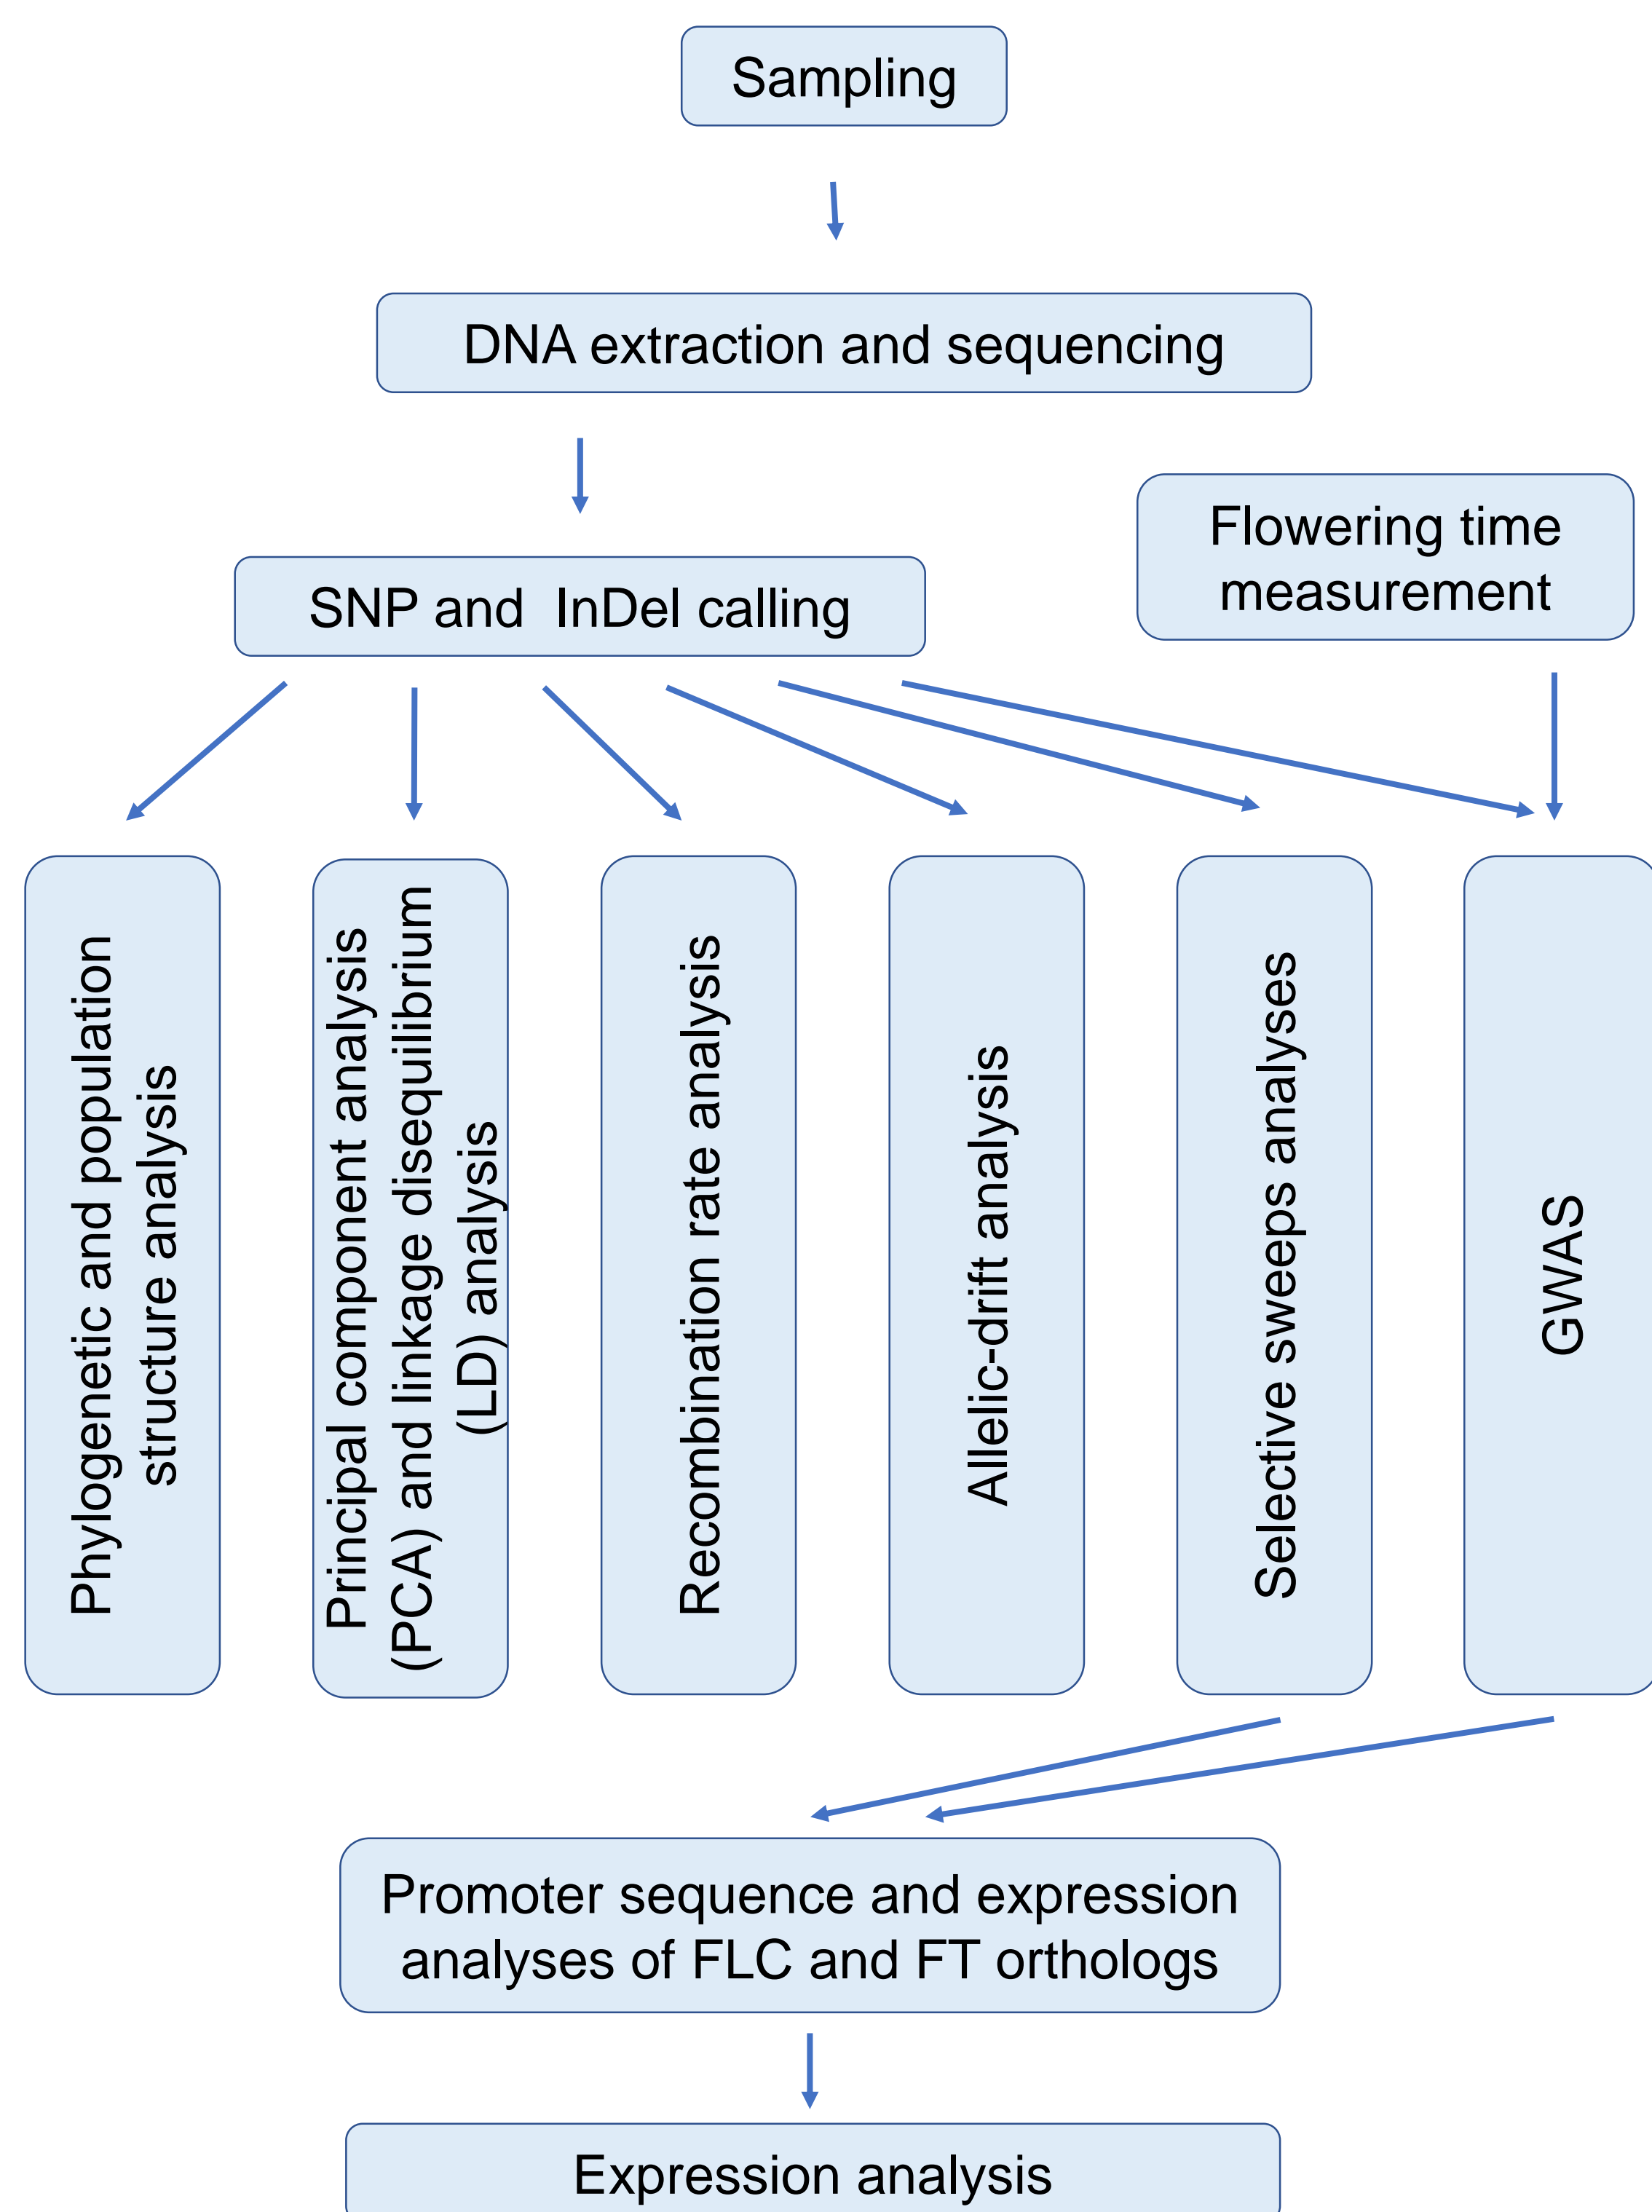 Sampling
DNA extraction and sequencing
Flowering time
measurement
SNP and  InDel calling
Phylogenetic and population
structure analysis
Principal component analysis
(PCA) and linkage disequilibrium
(LD) analysis
Recombination rate analysis
Allelic-drift analysis
Selective sweeps analyses
GWAS
Promoter sequence and expression
analyses of FLC and FT orthologs
Expression analysis